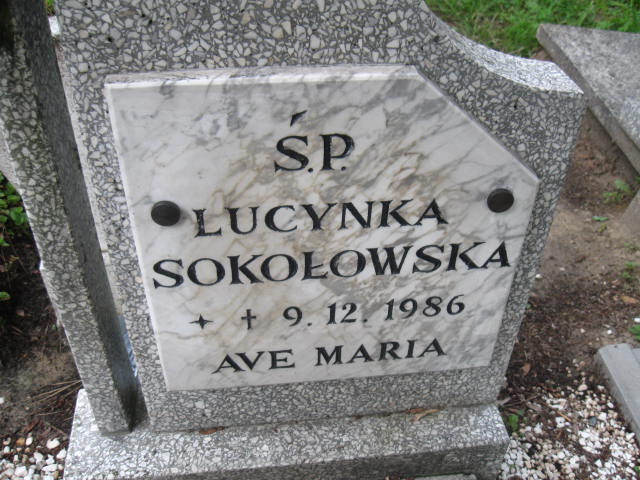 Ś.P.
LUCYNKA
SOKOŁOWSKA
✦ ✝ 9.12.1986
AVE MARIA